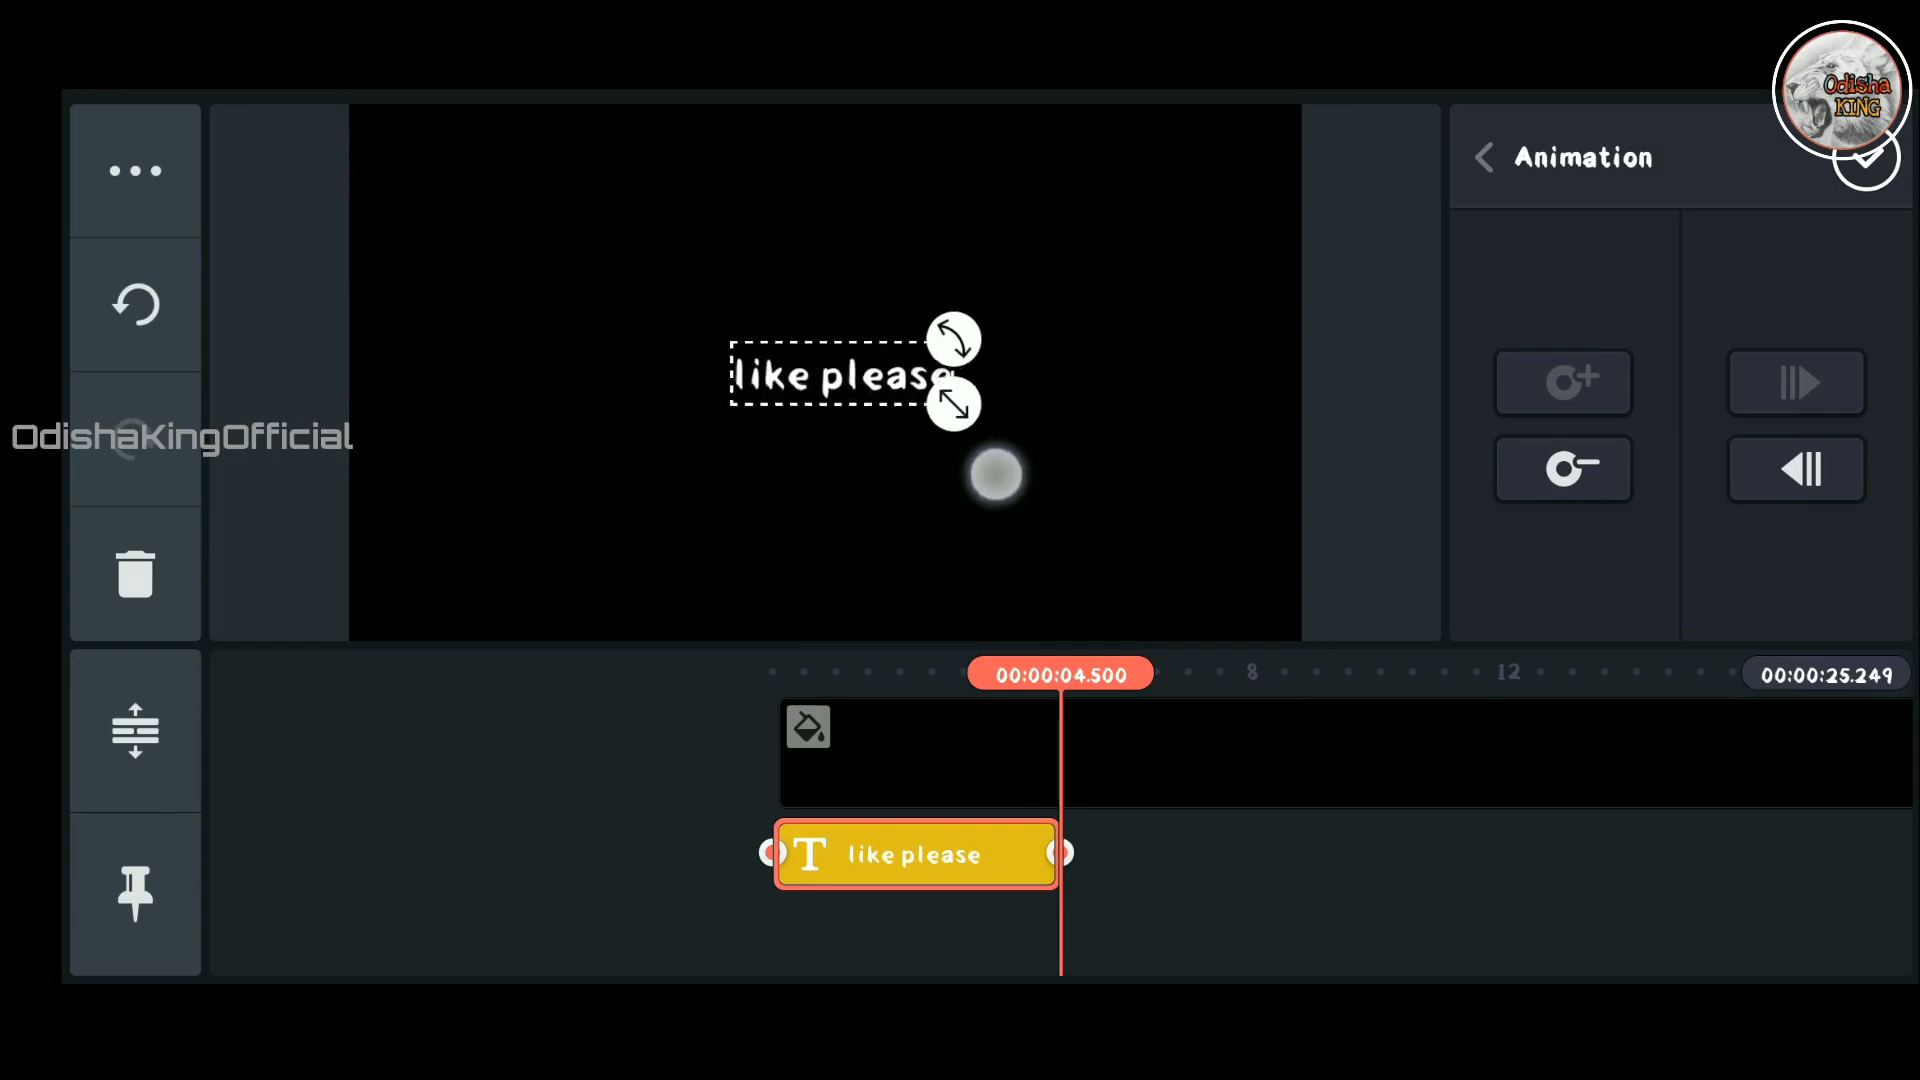 Odisha
KING
Animation
like please
OdishaKingOfficial
00:00:04.500
8
12
00:00:25.249
T like please